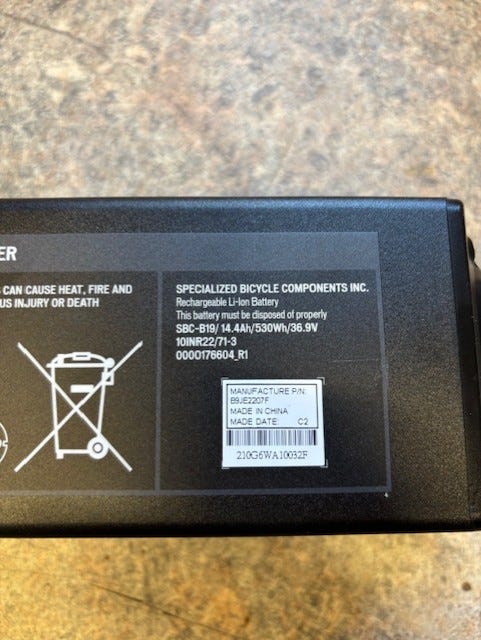 ER
CAN CAUSE HEAT, FIRE AND
US INJURY OR DEATH
SPECIALIZED BICYCLE COMPONENTS INC.
Rechargeable Li-Ion Battery
This battery must be disposed of properly
SBC-B19/ 14.4Ah/530Wh/36.9V
10INR22/71-3
0000176604_R1
MANUFACTURE P/N:
B9JE2207F
MADE IN CHINA
MADE DATE: C2
210G6WA10032F